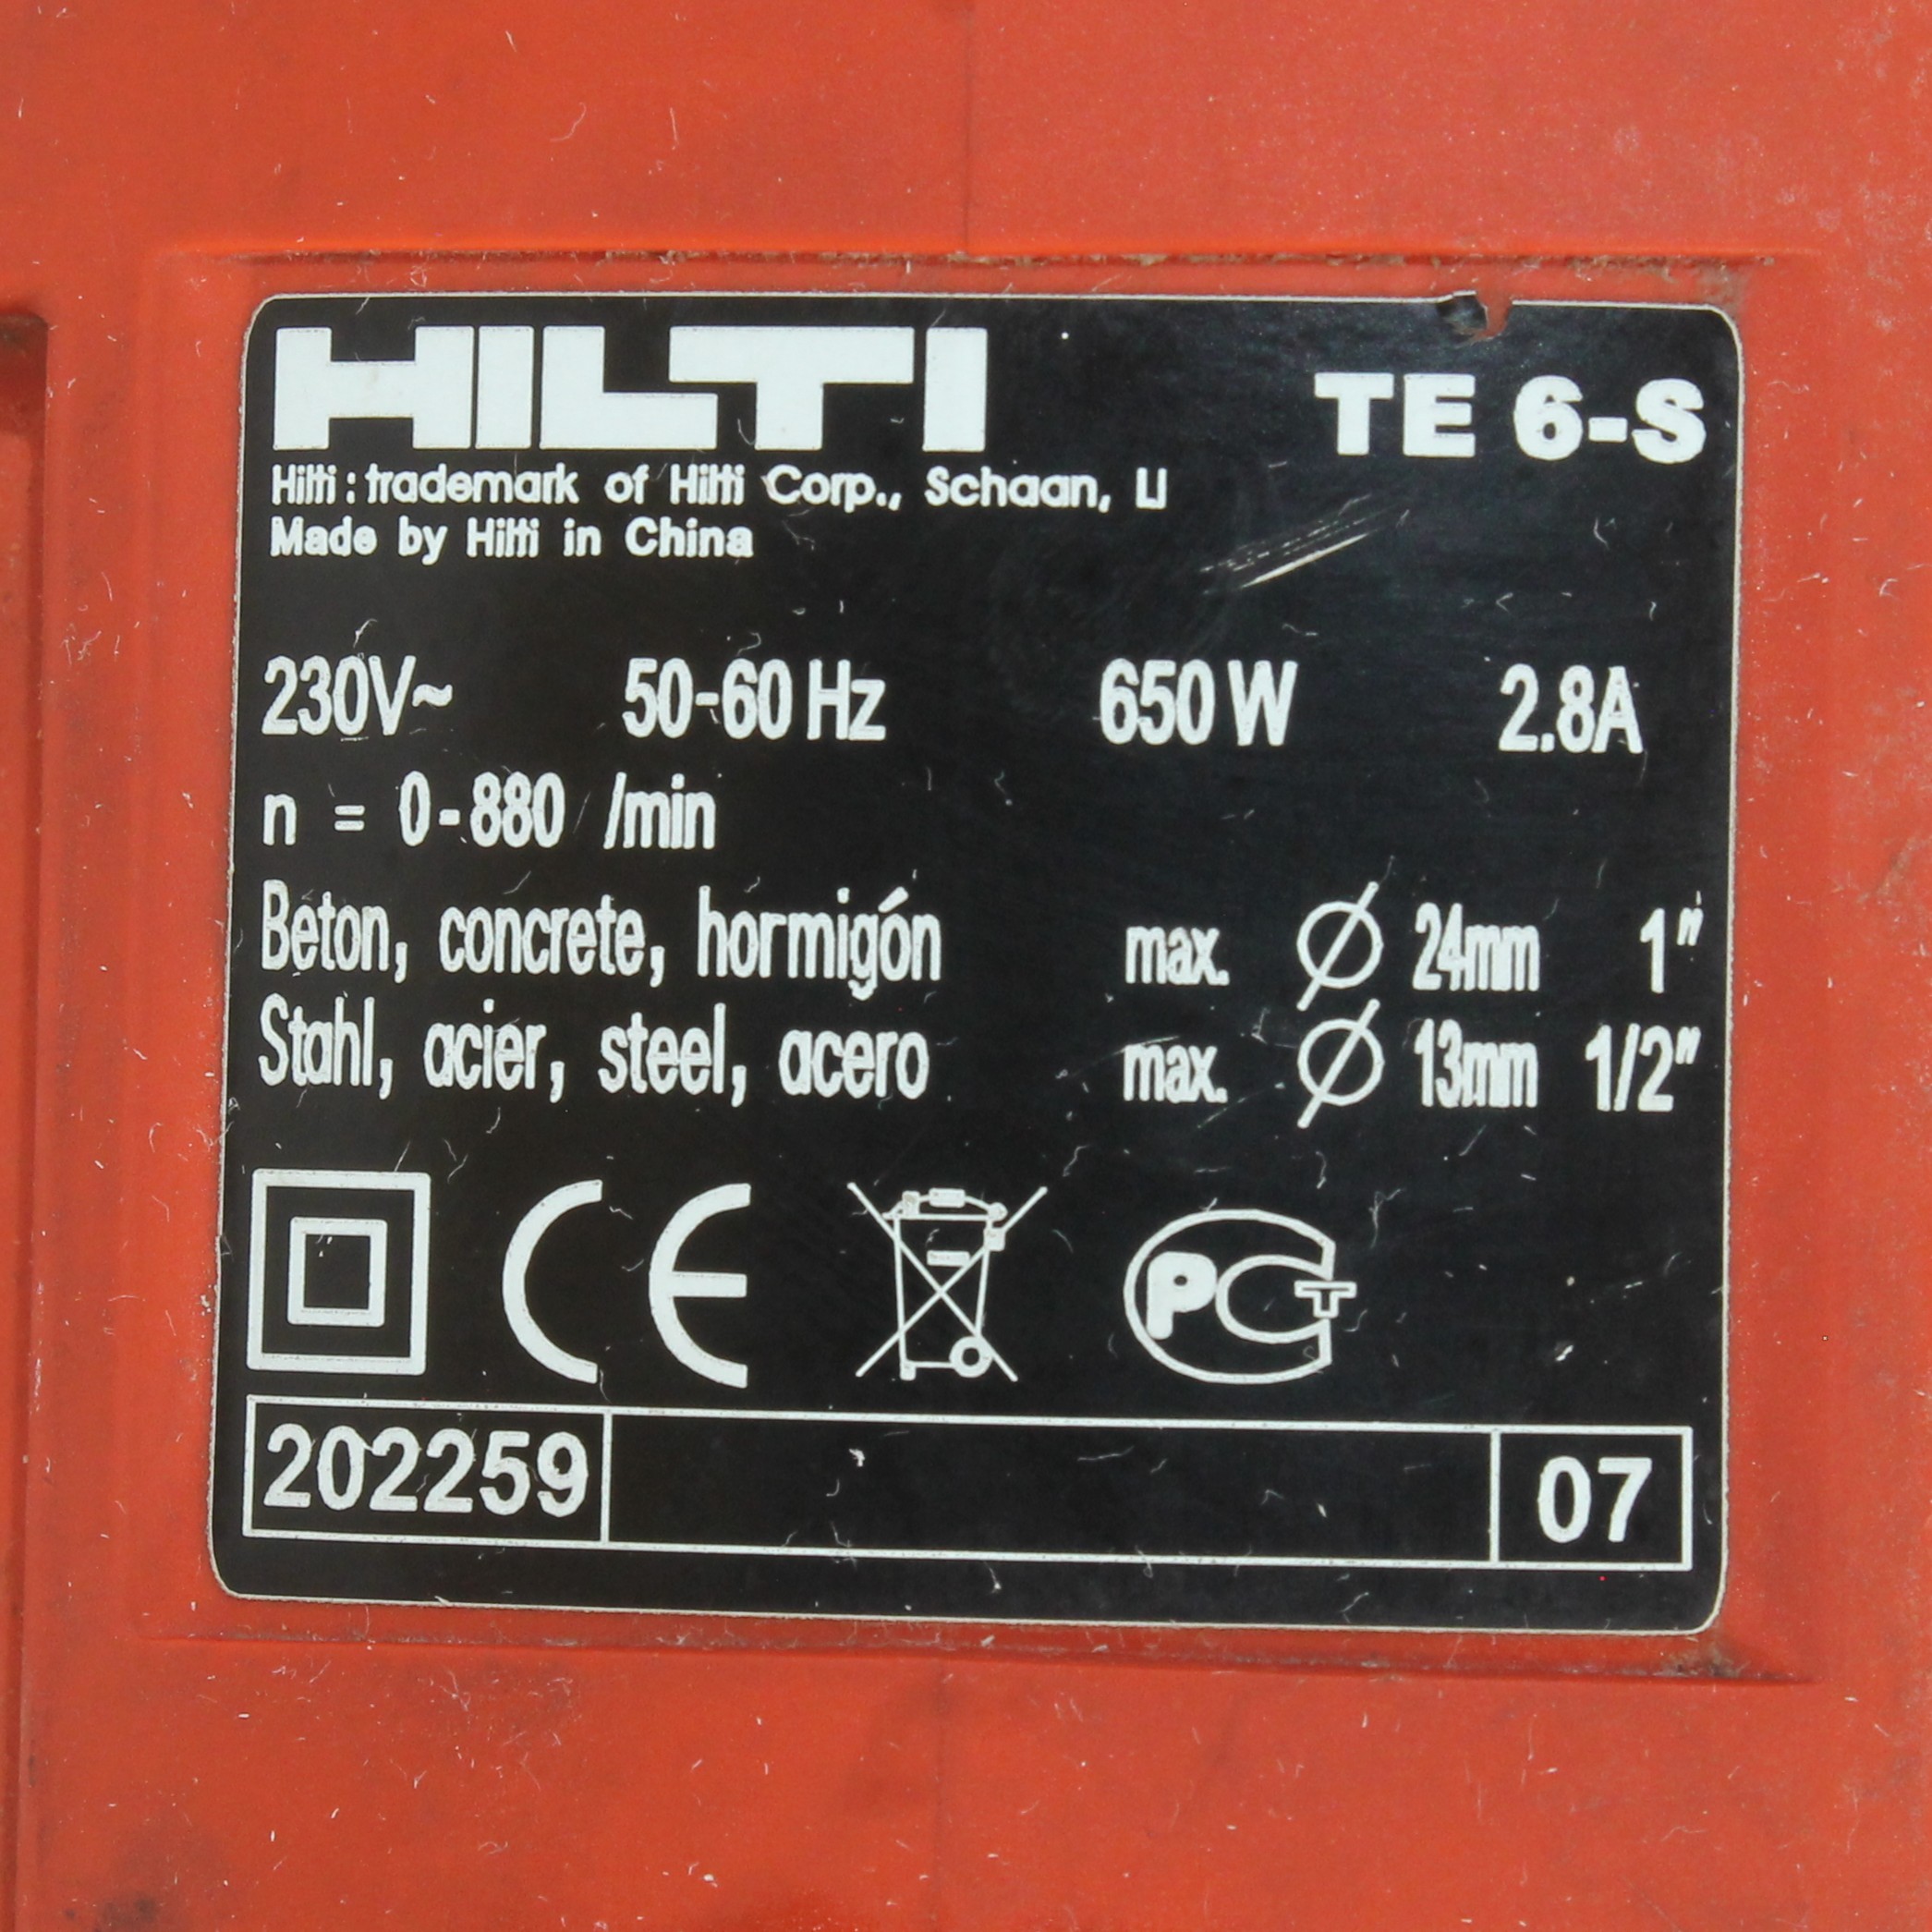 HILTI TE 6-S
Hilti : trademark of Hilti Corp., Schaan, LI
Made by Hilti in China
230V~ 50-60 Hz 650 W 2.8A
n = 0-880 /min
Beton, concrete, hormigón max. Ø 24mm 1"
Stahl, acier, steel, acero max. Ø 13mm 1/2"
CE PCT
202259 07